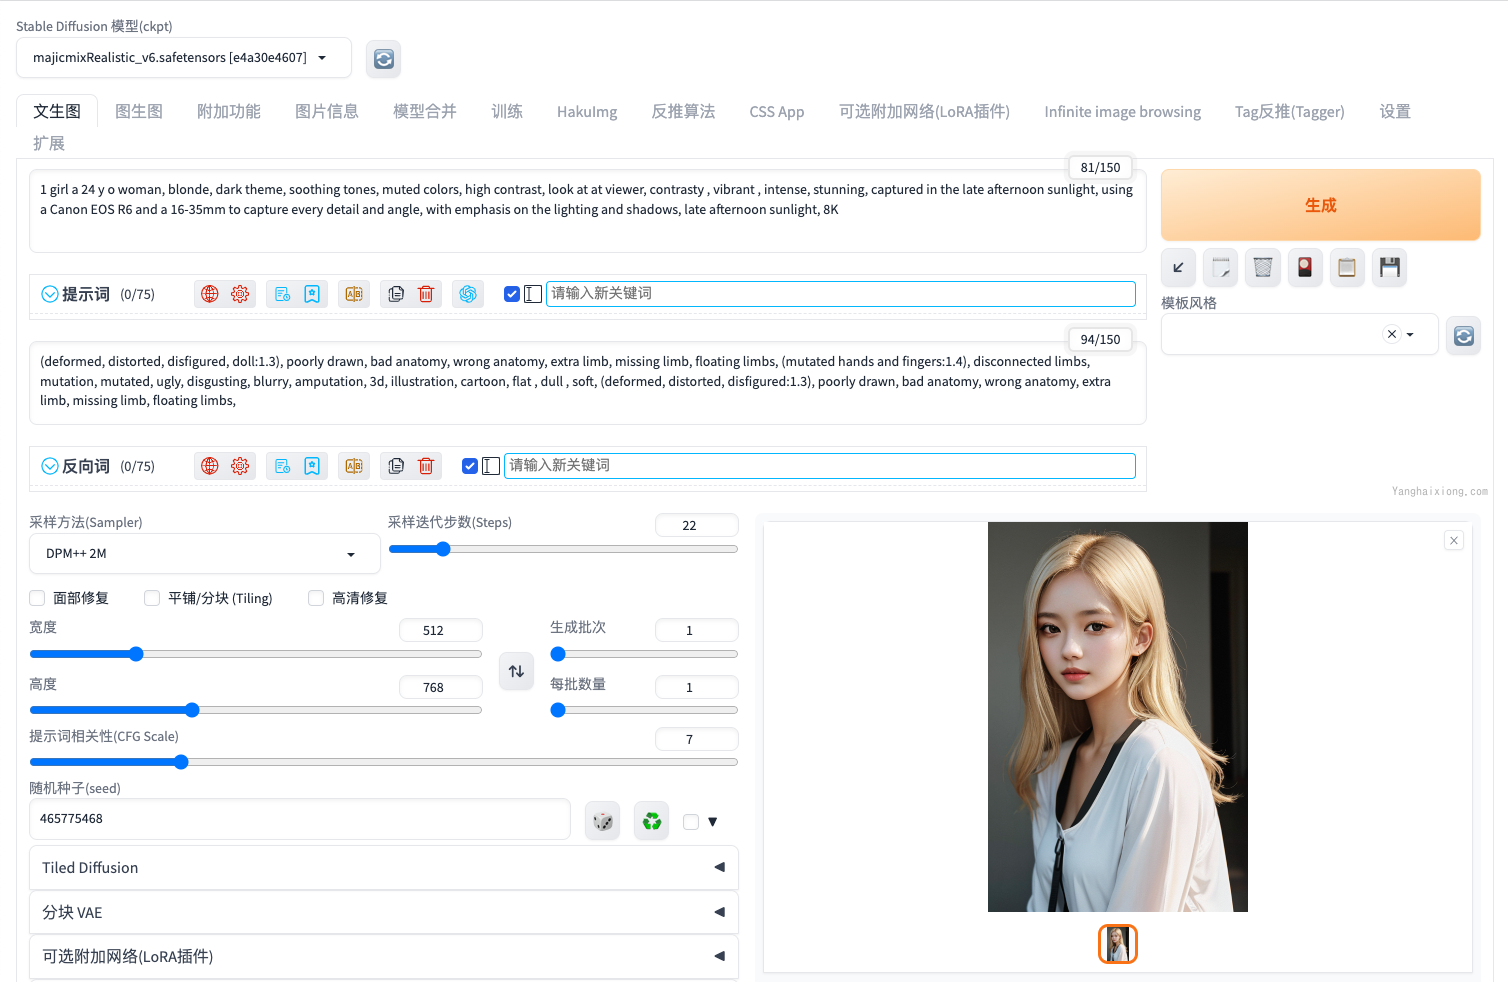 Stable Diffusion 模型(ckpt)
majicmixRealistic_v6.safetensors [e4a30e4607]
文生图 图生图 附加功能 图片信息 模型合并 训练 HakuImg 反推算法 CSS App 可选附加网络(LoRA插件) Infinite image browsing Tag反推(Tagger) 设置
扩展
81/150
1 girl a 24 y o woman, blonde, dark theme, soothing tones, muted colors, high contrast, look at at viewer, contrasty , vibrant , intense, stunning, captured in the late afternoon sunlight, using
a Canon EOS R6 and a 16-35mm to capture every detail and angle, with emphasis on the lighting and shadows, late afternoon sunlight, 8K
生成
提示词 (0/75) 请输入新关键词
模板风格
94/150
(deformed, distorted, disfigured, doll:1.3), poorly drawn, bad anatomy, wrong anatomy, extra limb, missing limb, floating limbs, (mutated hands and fingers:1.4), disconnected limbs,
mutation, mutated, ugly, disgusting, blurry, amputation, 3d, illustration, cartoon, flat , dull , soft, (deformed, distorted, disfigured:1.3), poorly drawn, bad anatomy, wrong anatomy, extra
limb, missing limb, floating limbs,
反向词 (0/75) 请输入新关键词
Yanghaixiong.com
采样方法(Sampler) 采样迭代步数(Steps) 22
DPM++ 2M
面部修复 平铺/分块 (Tiling) 高清修复
宽度 512 生成批次 1
高度 768 每批数量 1
提示词相关性(CFG Scale) 7
随机种子(seed)
465775468
Tiled Diffusion
分块 VAE
可选附加网络(LoRA插件)